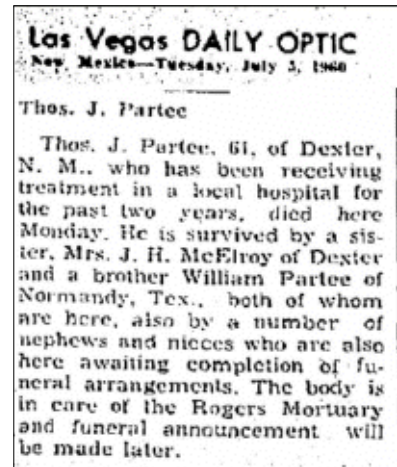 Las Vegas DAILY OPTIC
New Mexico—Tuesday, July 5, 1960
Thos. J. Partee
Thos. J. Partee, 61, of Dexter,
N. M., who has been receiving
treatment in a local hospital for
the past two years, died here
Monday. He is survived by a sis-
ter, Mrs. J. H. McElroy of Dexter
and a brother William Partee of
Normandy, Tex., both of whom
are here, also by a number of
nephews and nieces who are also
here awaiting completion of fu-
neral arrangements. The body is
in care of the Rogers Mortuary
and funeral announcement will
be made later.